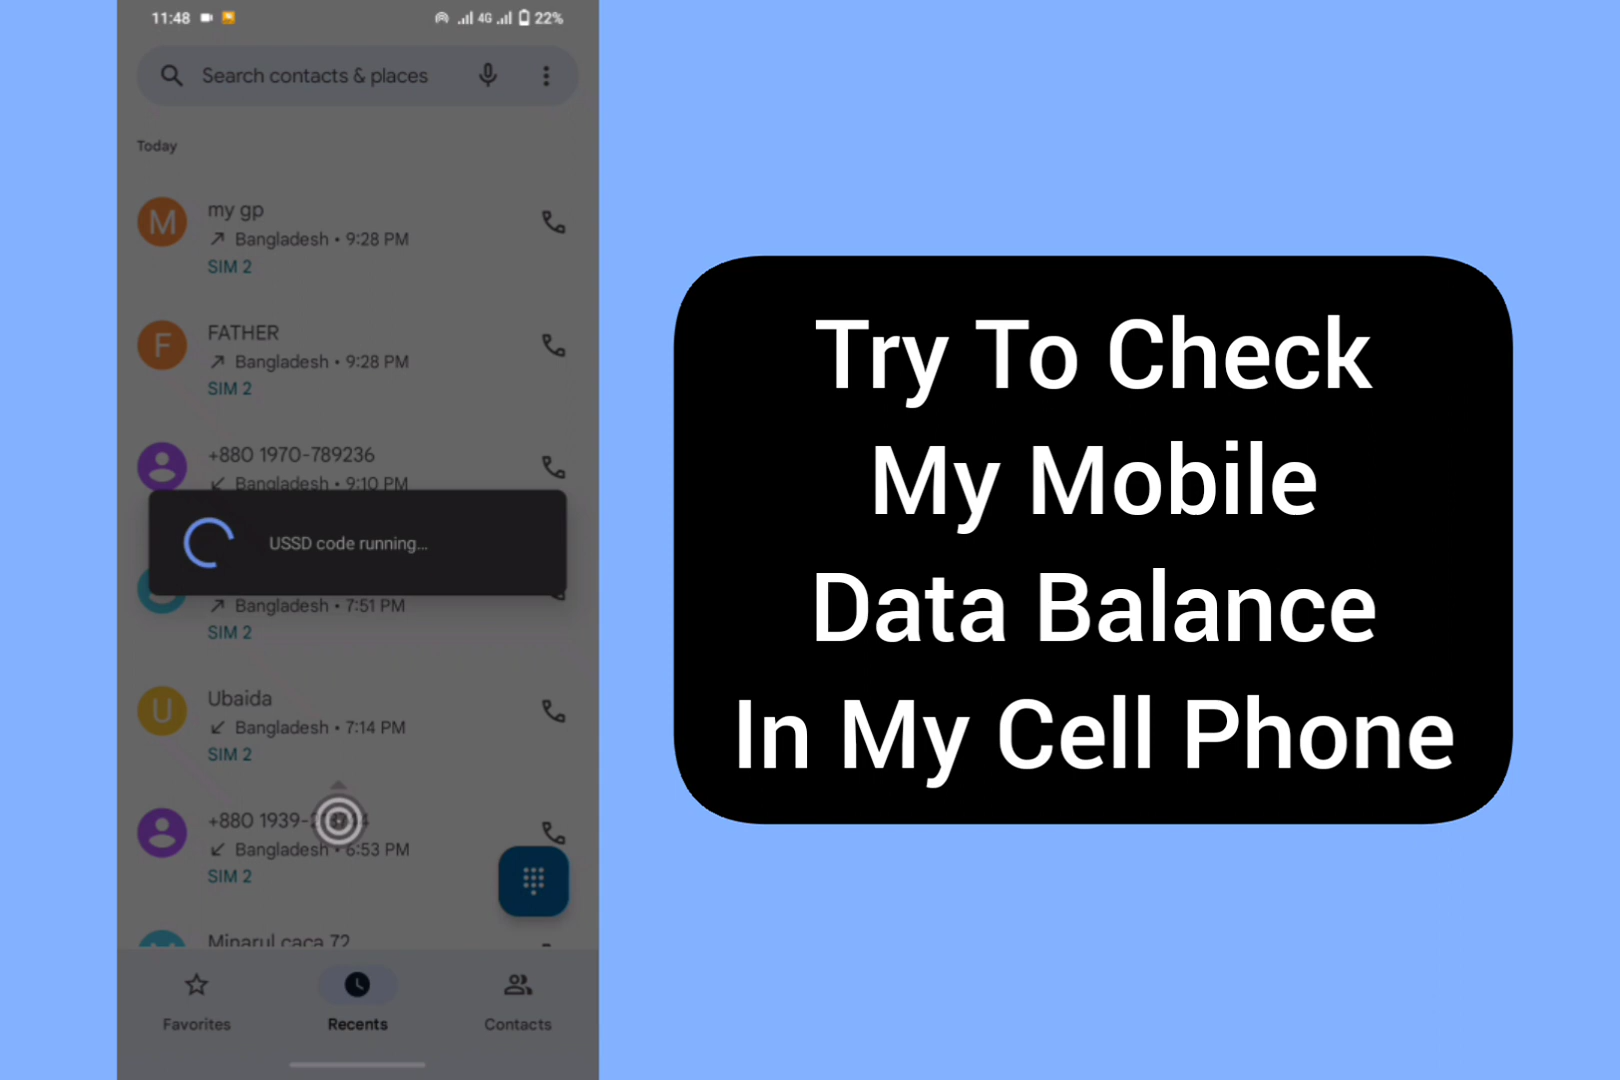 11:48
4G
22%
Search contacts & places
Today
M
my gp
Bangladesh • 9:28 PM
SIM 2
F
FATHER
Bangladesh • 9:28 PM
SIM 2
+880 1970-789236
Bangladesh • 9:10 PM
USSD code running...
Bangladesh • 7:51 PM
SIM 2
U
Ubaida
Bangladesh • 7:14 PM
SIM 2
+880 1939-
Bangladesh • 6:53 PM
SIM 2
Minarul caca 72
Favorites
Recents
Contacts
Try To Check
My Mobile
Data Balance
In My Cell Phone